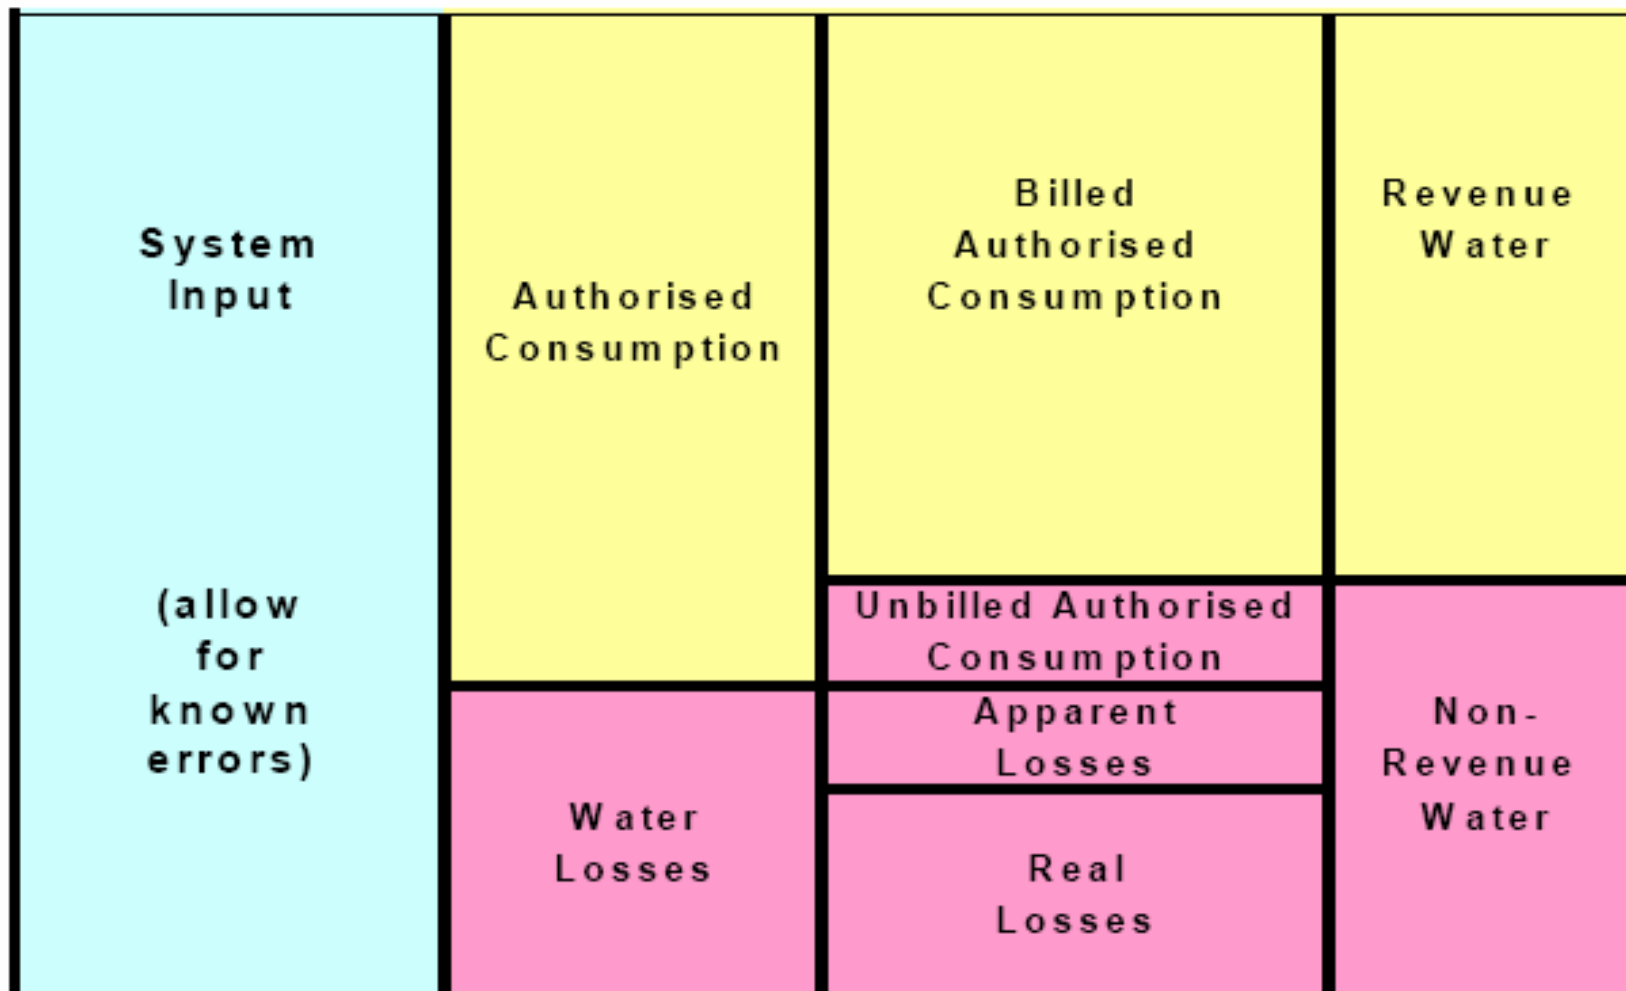 System
Input
(allow
for
known
errors)
Authorised
Consumption
Water
Losses
Billed
Authorised
Consumption
Unbilled Authorised
Consumption
Apparent
Losses
Real
Losses
Revenue
Water
Non-
Revenue
Water